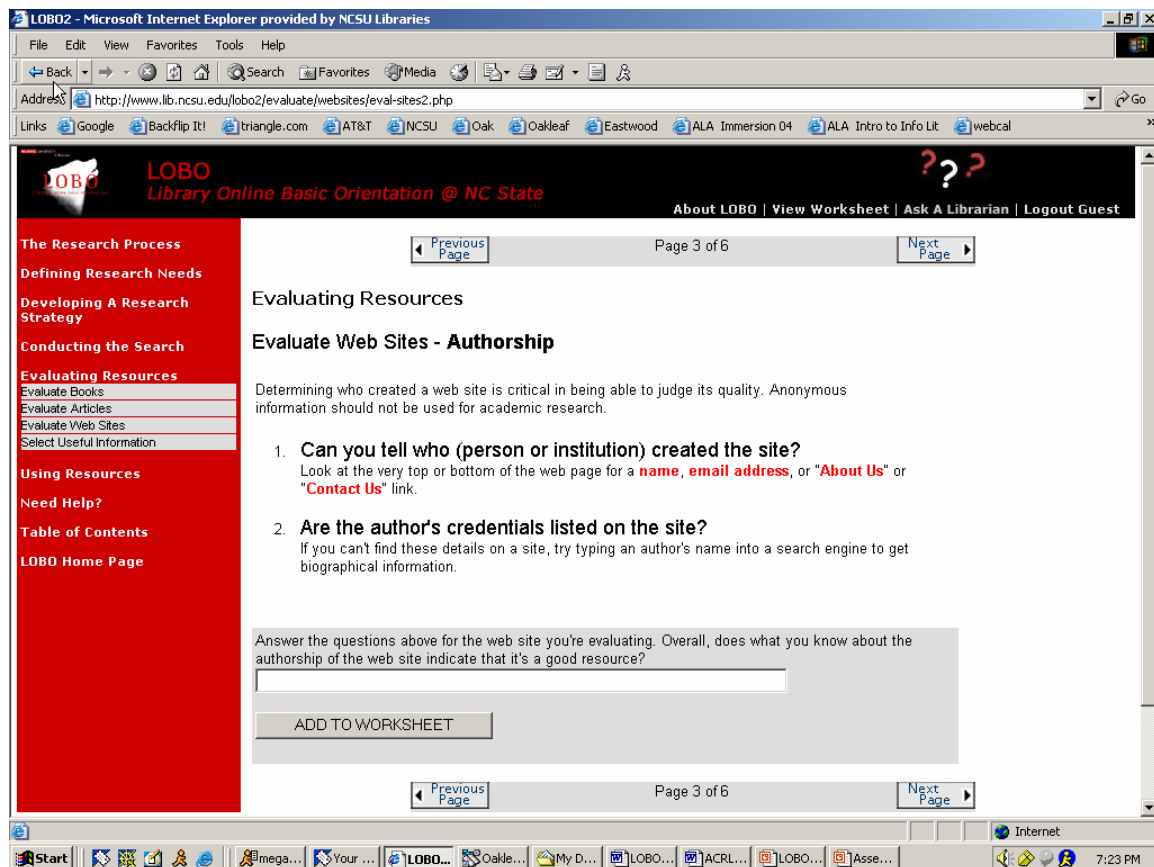 LOBO2 - Microsoft Internet Explorer provided by NCSU Libraries
File Edit View Favorites Tools Help
Back Search Favorites Media
Address http://www.lib.ncsu.edu/lobo2/evaluate/websites/eval-sites2.php Go
Links Google Backflip It! triangle.com AT&T NCSU Oak Oakleaf Eastwood ALA Immersion 04 ALA Intro to Info Lit webcal »
LOBO
LOBO
Library Online Basic Orientation @ NC State
? ? ?
About LOBO | View Worksheet | Ask A Librarian | Logout Guest
The Research Process
Defining Research Needs
Developing A Research
Strategy
Conducting the Search
Evaluating Resources
Evaluate Books
Evaluate Articles
Evaluate Web Sites
Select Useful Information
Using Resources
Need Help?
Table of Contents
LOBO Home Page
Previous
Page
Page 3 of 6
Next
Page
Evaluating Resources
Evaluate Web Sites - Authorship
Determining who created a web site is critical in being able to judge its quality. Anonymous
information should not be used for academic research.
1. Can you tell who (person or institution) created the site?
Look at the very top or bottom of the web page for a name, email address, or "About Us" or
"Contact Us" link.
2. Are the author's credentials listed on the site?
If you can't find these details on a site, try typing an author's name into a search engine to get
biographical information.
Answer the questions above for the web site you're evaluating. Overall, does what you know about the
authorship of the web site indicate that it's a good resource?
ADD TO WORKSHEET
Previous
Page
Page 3 of 6
Next
Page
Internet
Start mega... Your ... LOBO... Oakle... My D... LOBO... ACRL... LOBO... Asse... 7:23 PM